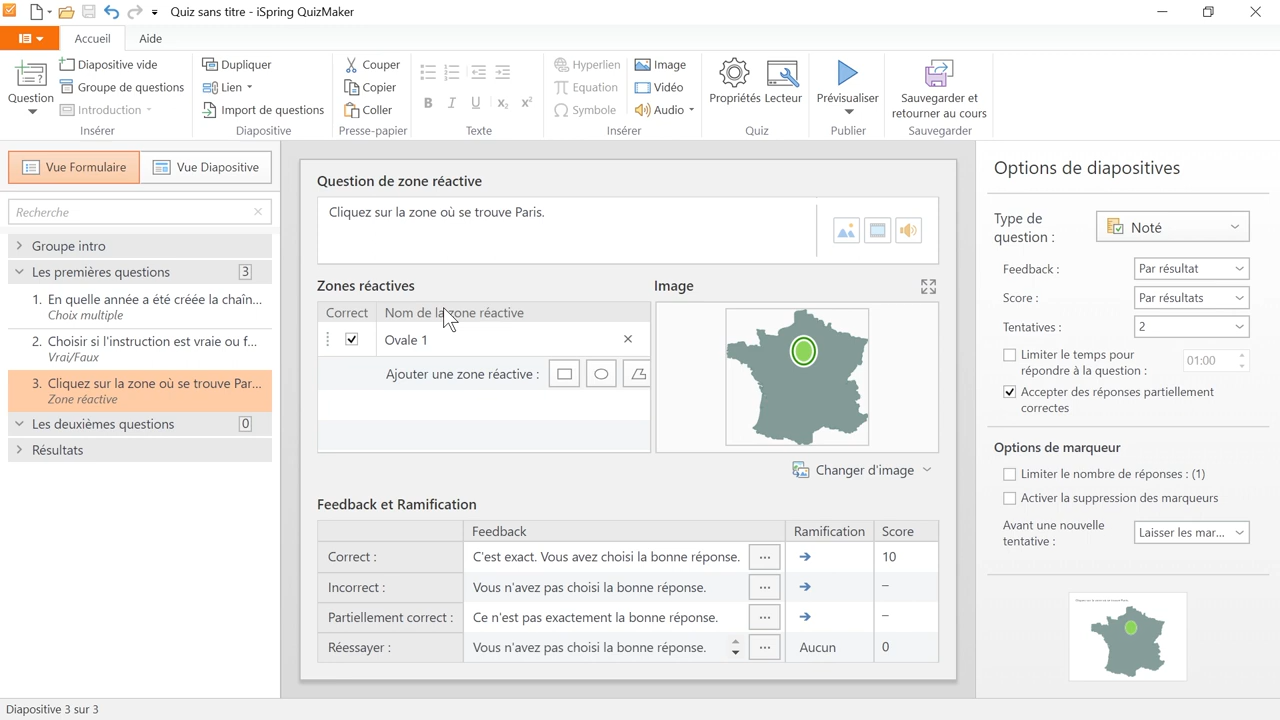 Quiz sans titre - iSpring QuizMaker
Accueil Aide
Question
Diapositive vide
Groupe de questions
Introduction
Insérer
Dupliquer
Lien
Import de questions
Diapositive
Couper
Copier
Coller
Presse-papier
B I U x₂ x²
Texte
Hyperlien
Equation
Symbole
Image
Vidéo
Audio
Insérer
Propriétés Lecteur
Quiz
Prévisualiser
Publier
Sauvegarder et
retourner au cours
Sauvegarder
Vue Formulaire Vue Diapositive
Recherche
Groupe intro
Les premières questions 3
1. En quelle année a été créée la chaîn...
Choix multiple
2. Choisir si l'instruction est vraie ou f...
Vrai/Faux
3. Cliquez sur la zone où se trouve Par...
Zone réactive
Les deuxièmes questions 0
Résultats
Question de zone réactive
Cliquez sur la zone où se trouve Paris.
Zones réactives
Correct Nom de la zone réactive
Ovale 1
Ajouter une zone réactive :
Image
Changer d'image
Feedback et Ramification
Feedback Ramification Score
Correct : C'est exact. Vous avez choisi la bonne réponse. ... 10
Incorrect : Vous n'avez pas choisi la bonne réponse. ... –
Partiellement correct : Ce n'est pas exactement la bonne réponse. ... –
Réessayer : Vous n'avez pas choisi la bonne réponse. ... Aucun 0
Options de diapositives
Type de
question : Noté
Feedback : Par résultat
Score : Par résultats
Tentatives : 2
Limiter le temps pour
répondre à la question : 01:00
Accepter des réponses partiellement
correctes
Options de marqueur
Limiter le nombre de réponses : (1)
Activer la suppression des marqueurs
Avant une nouvelle
tentative : Laisser les mar...
Diapositive 3 sur 3